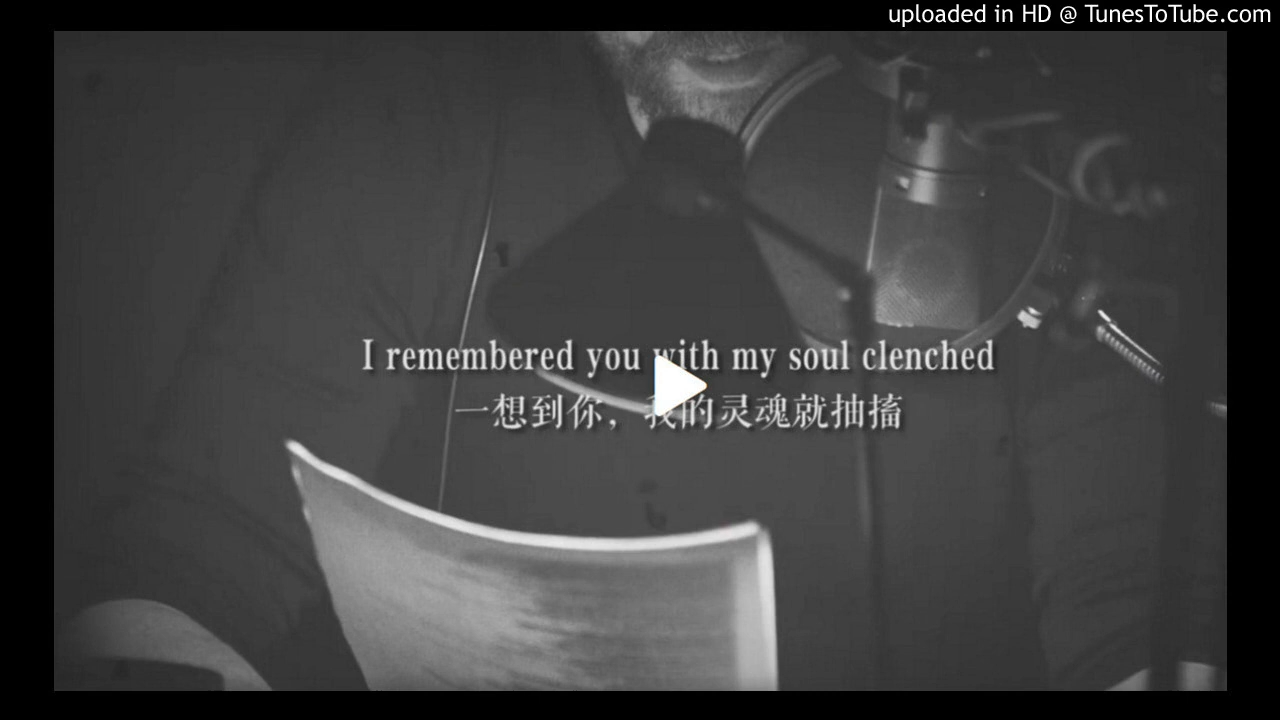 uploaded in HD @ TunesToTube.com
I remembered you with my soul clenched
一想到你，我的灵魂就抽搐